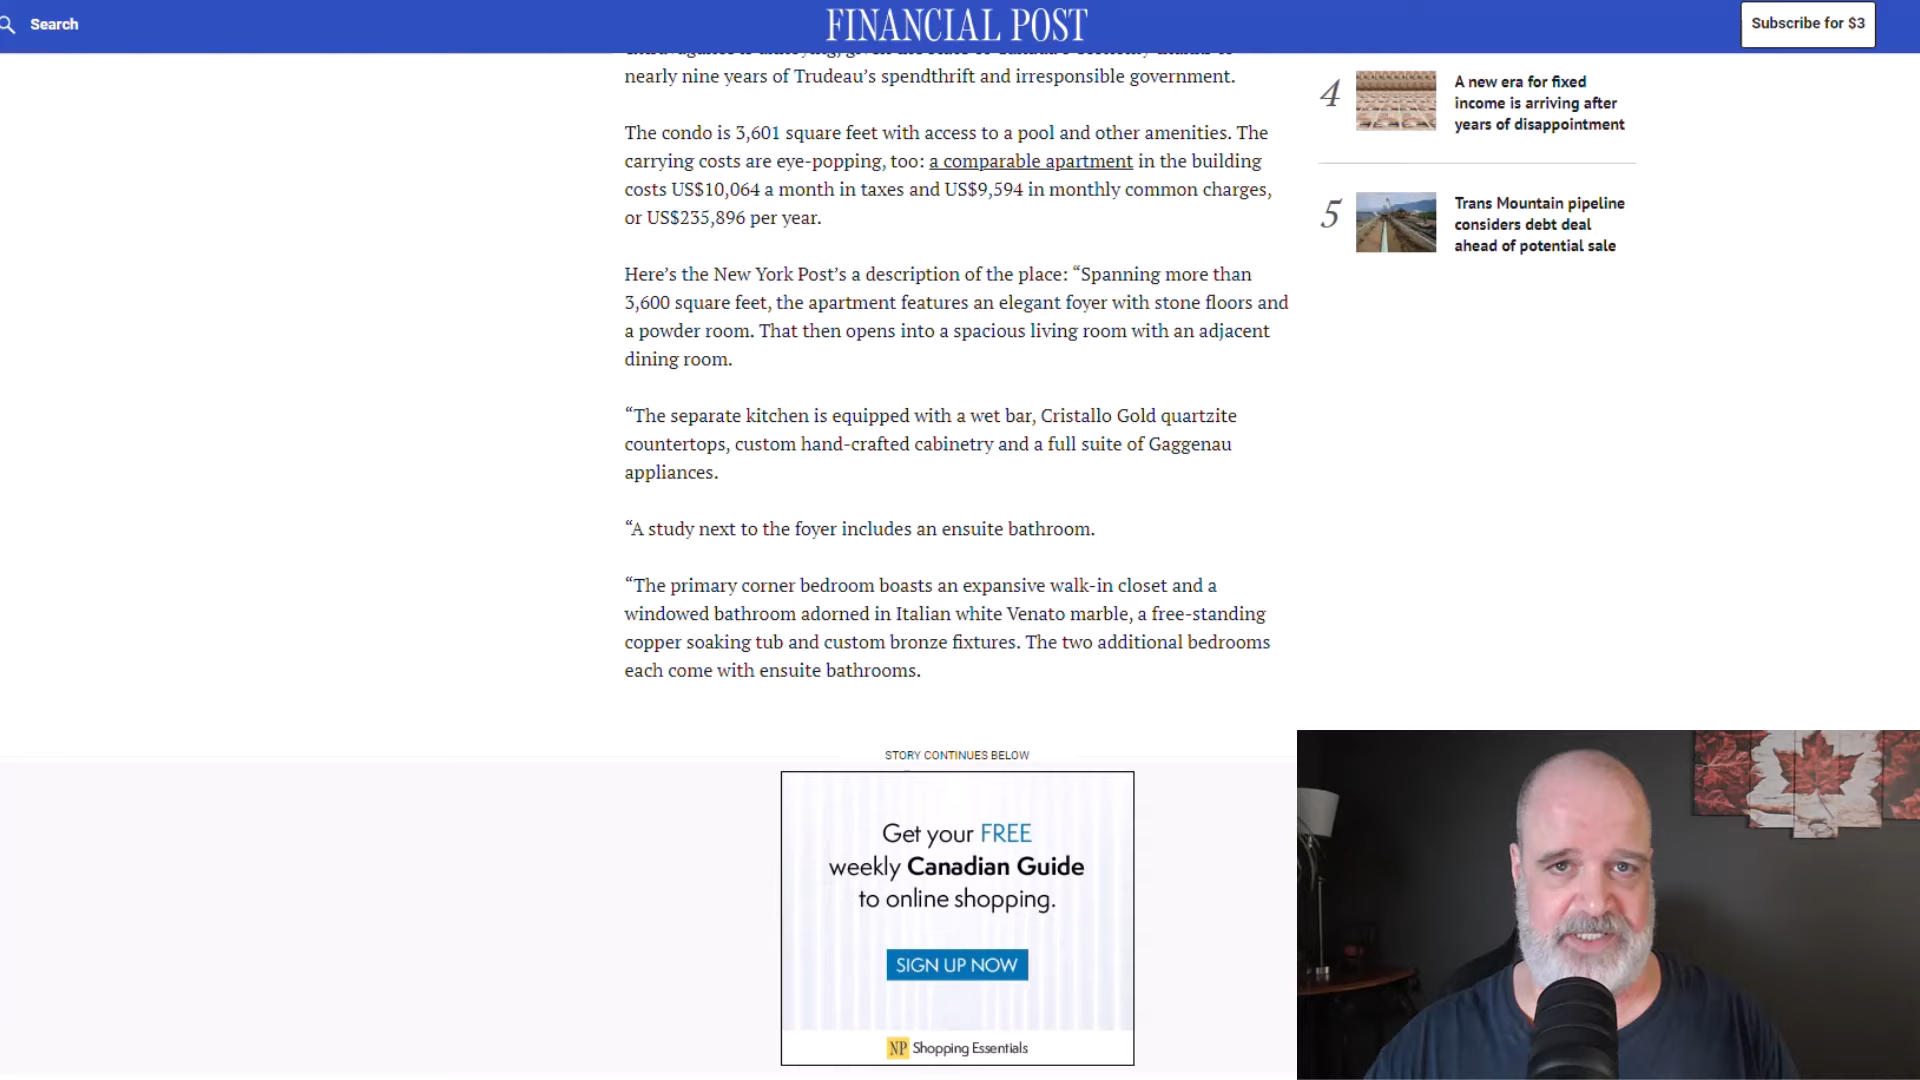 Search
FINANCIAL POST
Subscribe for $3
nearly nine years of Trudeau’s spendthrift and irresponsible government.
The condo is 3,601 square feet with access to a pool and other amenities. The
carrying costs are eye-popping, too: a comparable apartment in the building
costs US$10,064 a month in taxes and US$9,594 in monthly common charges,
or US$235,896 per year.
Here’s the New York Post’s a description of the place: “Spanning more than
3,600 square feet, the apartment features an elegant foyer with stone floors and
a powder room. That then opens into a spacious living room with an adjacent
dining room.
“The separate kitchen is equipped with a wet bar, Cristallo Gold quartzite
countertops, custom hand-crafted cabinetry and a full suite of Gaggenau
appliances.
“A study next to the foyer includes an ensuite bathroom.
“The primary corner bedroom boasts an expansive walk-in closet and a
windowed bathroom adorned in Italian white Venato marble, a free-standing
copper soaking tub and custom bronze fixtures. The two additional bedrooms
each come with ensuite bathrooms.
4
A new era for fixed
income is arriving after
years of disappointment
5
Trans Mountain pipeline
considers debt deal
ahead of potential sale
STORY CONTINUES BELOW
Get your FREE
weekly Canadian Guide
to online shopping.
SIGN UP NOW
NP Shopping Essentials